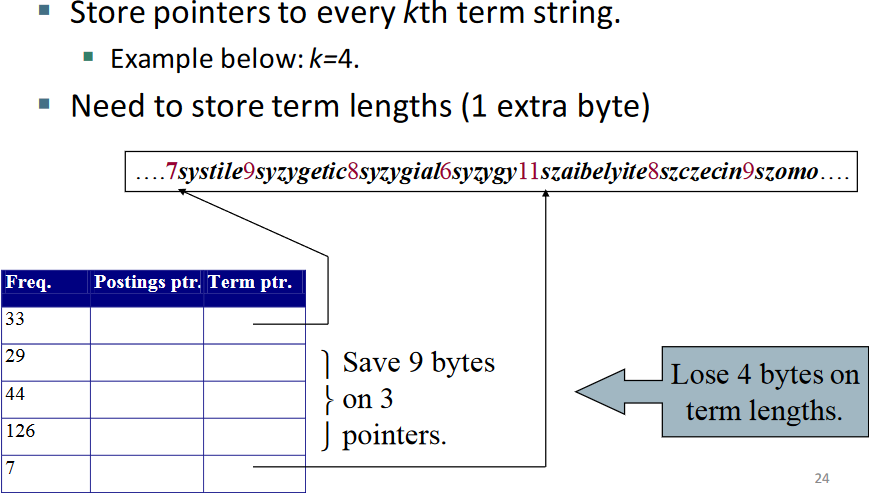 Store pointers to every kth term string.
Example below: k=4.
Need to store term lengths (1 extra byte)
….7systile9syzygetic8syzygial6syzygy11szaibelyite8szczecin9szomo….
Freq. Postings ptr. Term ptr.
33
29
44
126
7
Save 9 bytes
on 3
pointers.
Lose 4 bytes on
term lengths.
24